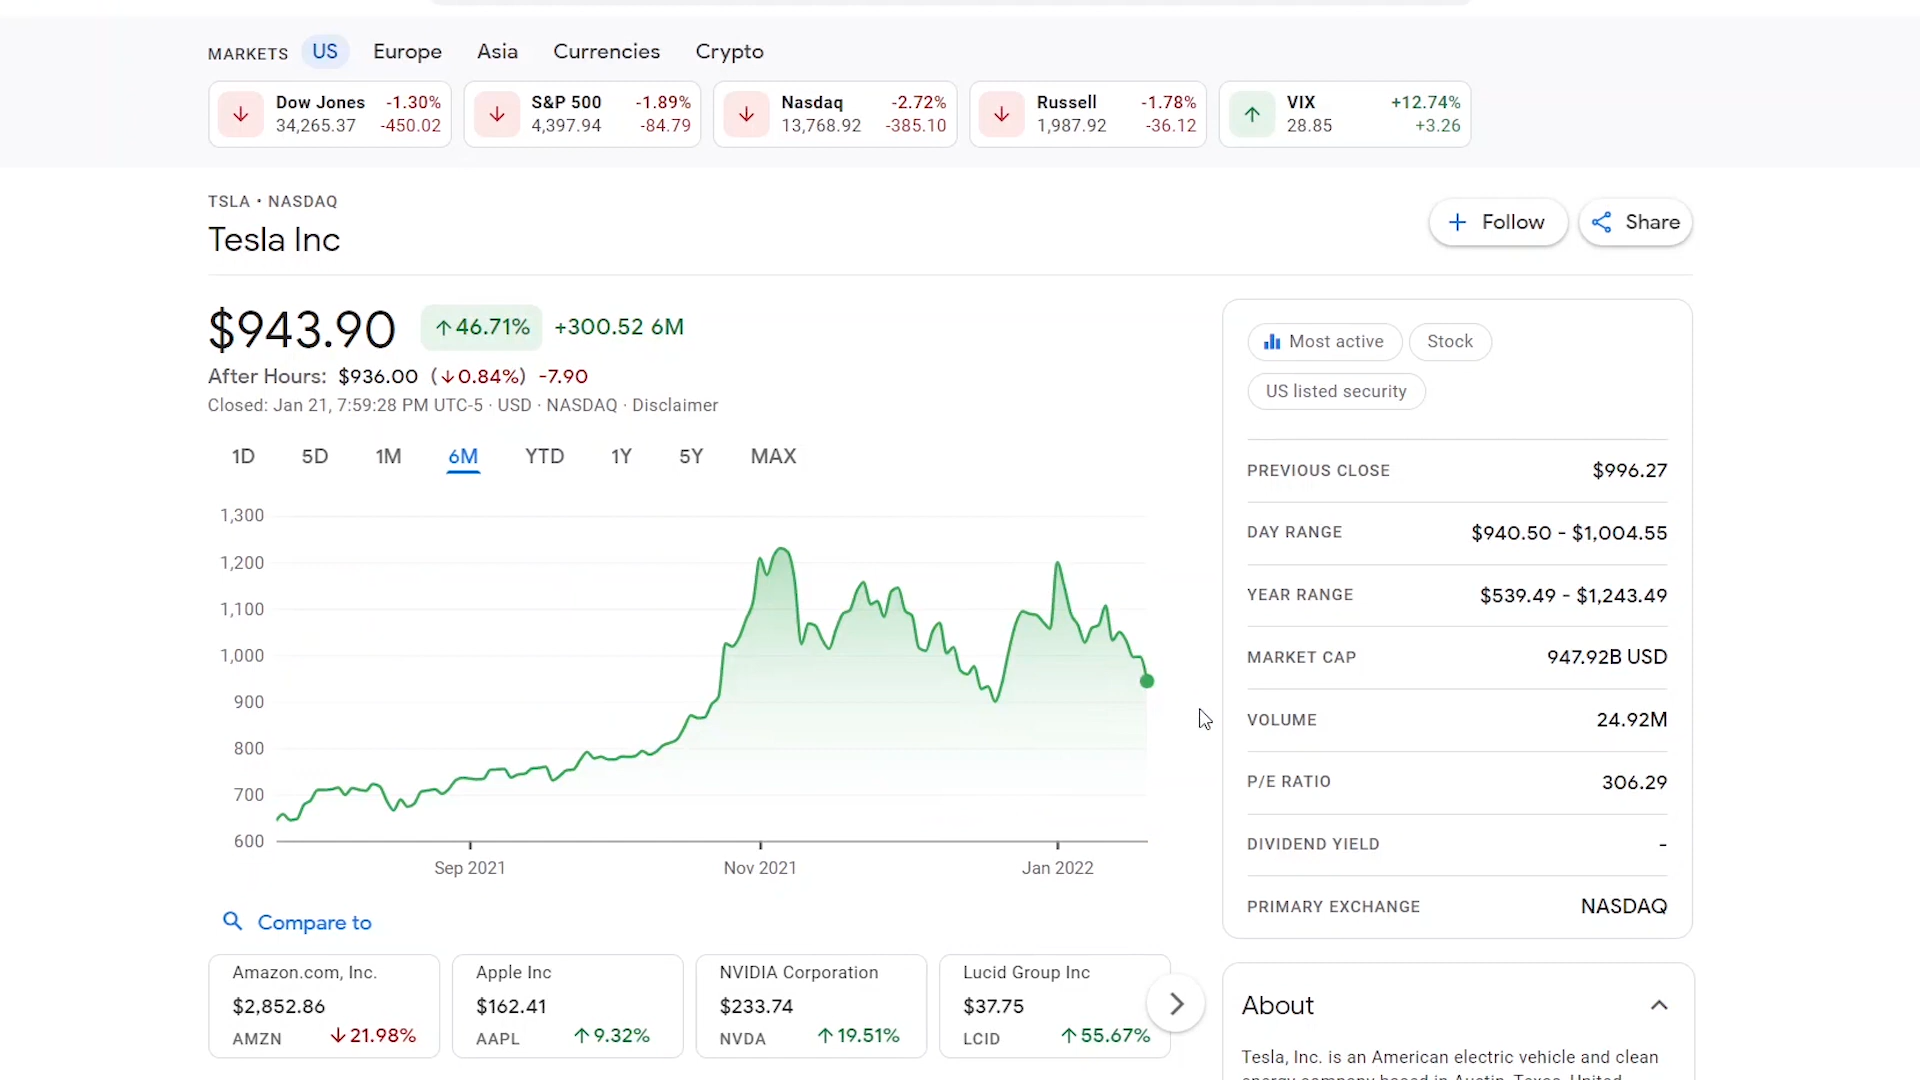 MARKETS US Europe Asia Currencies Crypto
Dow Jones -1.30%
34,265.37 -450.02
S&P 500 -1.89%
4,397.94 -84.79
Nasdaq -2.72%
13,768.92 -385.10
Russell -1.78%
1,987.92 -36.12
VIX +12.74%
28.85 +3.26
TSLA • NASDAQ
Tesla Inc
Follow Share
$943.90 ↑46.71% +300.52 6M
After Hours: $936.00 (↓0.84%) -7.90
Closed: Jan 21, 7:59:28 PM UTC-5 · USD · NASDAQ · Disclaimer
1D 5D 1M 6M YTD 1Y 5Y MAX
1,300
1,200
1,100
1,000
900
800
700
600
Sep 2021 Nov 2021 Jan 2022
Compare to
Amazon.com, Inc.
$2,852.86
AMZN ↓21.98%
Apple Inc
$162.41
AAPL ↑9.32%
NVIDIA Corporation
$233.74
NVDA ↑19.51%
Lucid Group Inc
$37.75
LCID ↑55.67%
Most active Stock
US listed security
PREVIOUS CLOSE $996.27
DAY RANGE $940.50 - $1,004.55
YEAR RANGE $539.49 - $1,243.49
MARKET CAP 947.92B USD
VOLUME 24.92M
P/E RATIO 306.29
DIVIDEND YIELD -
PRIMARY EXCHANGE NASDAQ
About
Tesla, Inc. is an American electric vehicle and clean
energy company based in Austin, Texas, United